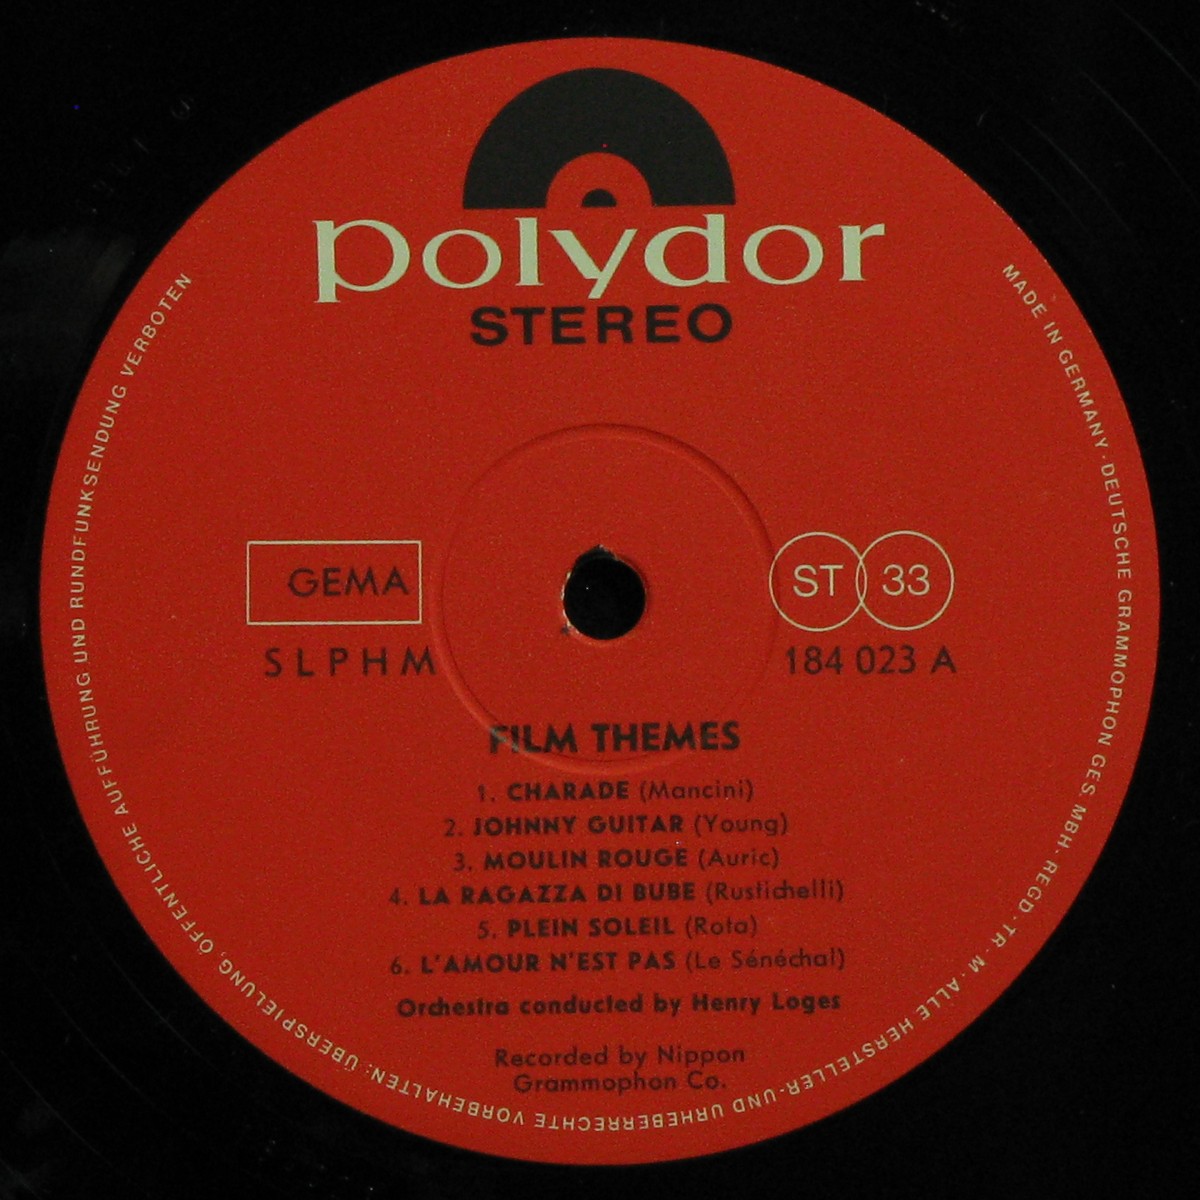 polydor
STEREO
GEMA
ST 33
SLPHM
184 023 A
FILM THEMES
1. CHARADE (Mancini)
2. JOHNNY GUITAR (Young)
3. MOULIN ROUGE (Auric)
4. LA RAGAZZA DI BUBE (Rustichelli)
5. PLEIN SOLEIL (Rota)
6. L'AMOUR N'EST PAS (Le Sénéchal)
Orchestra conducted by Henry Loges
Recorded by Nippon
Grammophon Co.
MADE IN GERMANY · DEUTSCHE GRAMMOPHON GES. MBH · REGD. TR. M. ALLE HERSTELLER- UND URHEBERRECHTE VORBEHALTEN: ÜBERSPIELUNG, ÖFFENTLICHE AUFFÜHRUNG UND RUNDFUNKSENDUNG VERBOTEN